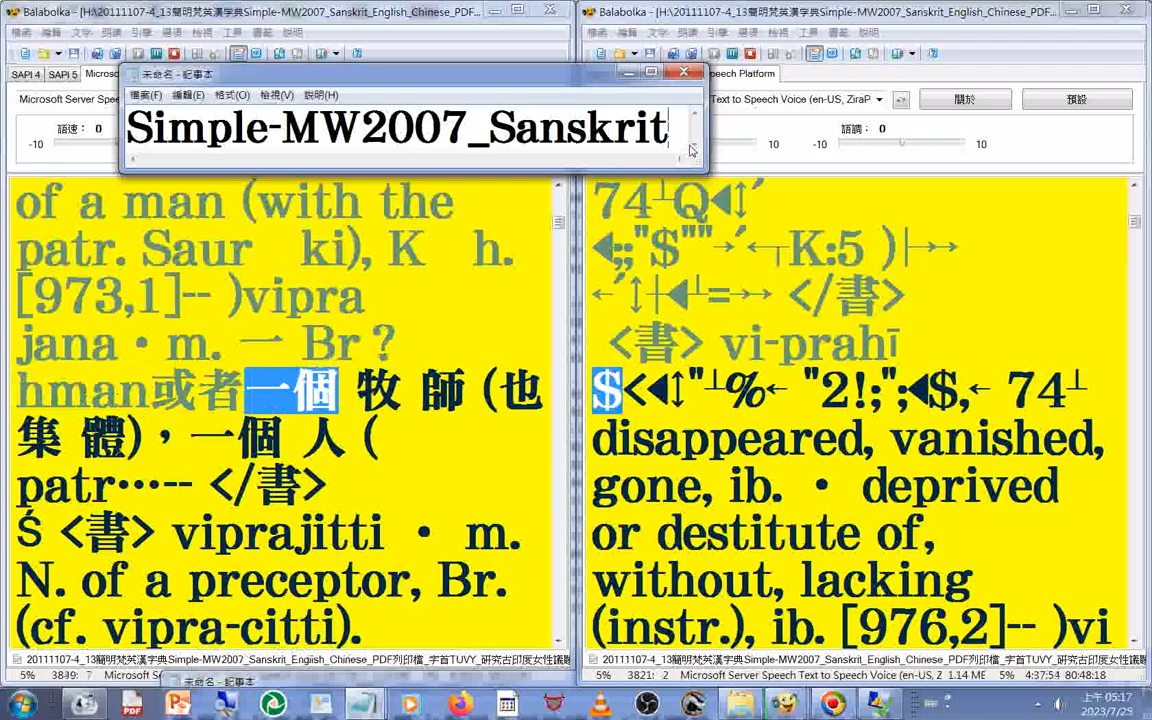 Balabolka - [H:\20111107-4_13簡明梵英漢字典Simple-MW2007_Sanskrit_English_Chinese_PDF...
Balabolka - [H:\20111107-4_13簡明梵英漢字典Simple-MW2007_Sanskrit_English_Chinese_PDF...
SAPI 4 SAPI 5 Microso
未命名 - 記事本
eech Platform
檔案(F) 編輯(E) 格式(O) 檢視(V) 說明(H)
Simple-MW2007_Sanskrit
Microsoft Server Spee
Text to Speech Voice (en-US, ZiraP
關於
預設
語速： 0
語調： 0
-10
10 -10 10
of a man (with the
patr. Saur ki), K h.
[973,1]-- )vipra
jana • m. 一 Br ?
hman或者一個 牧 師 (也
集 體)，一個 人 (
patr…-- </書>
Ś <書> viprajitti • m.
N. of a preceptor, Br.
(cf. vipra-citti).
74┴Q◀↕´
◀;;"$""→´←┬K:5 )├→→
←´↕┼◀┴=→→ </書>
<書> vi-prahī
$<◀↕"┴%← "2!;";◀$,← 74┴
disappeared, vanished,
gone, ib. • deprived
or destitute of,
without, lacking
(instr.), ib. [976,2]-- )vi
20111107-4_13簡明梵英漢字典Simple-MW2007_Sanskrit_English_Chinese_PDF列印檔_字首TUVY_研究古印度女性議題
20111107-4_13簡明梵英漢字典Simple-MW2007_Sanskrit_English_Chinese_PDF列印檔_字首TUVY_研究古印度女性議題
5% 3849: 7 Microsoft Server Speech Text to Speech Voice (en-US, Z
未命名 - 記事本
5% 3821: 2 Microsoft Server Speech Text to Speech Voice (en-US, Z 1.14 ME 5% 4:37:54 80:48:18
上午 05:17
2023/7/25